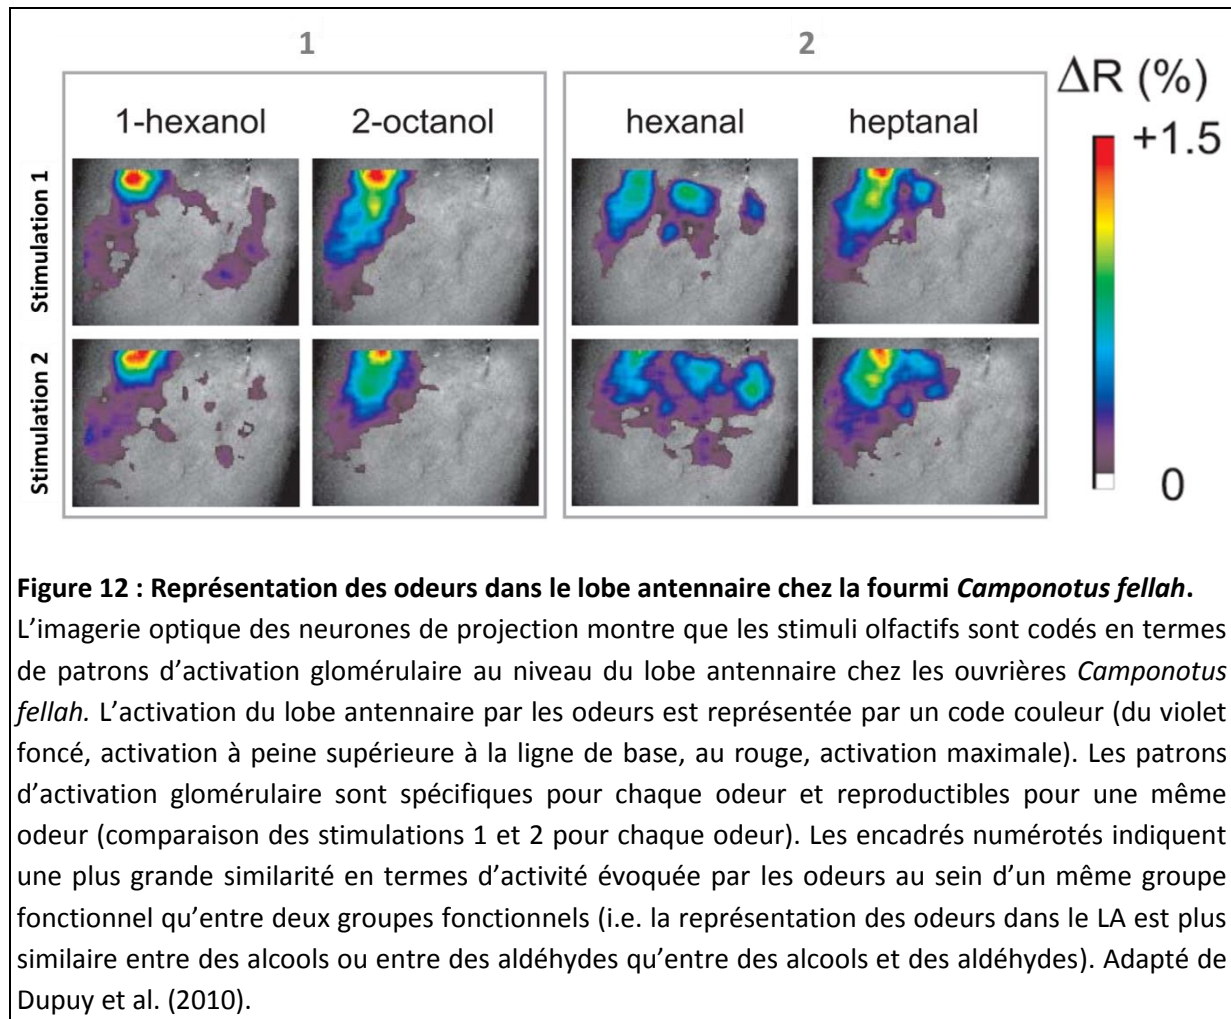 1 2
ΔR (%)
1-hexanol 2-octanol hexanal heptanal
+1.5
Stimulation 1
Stimulation 2
0
Figure 12 : Représentation des odeurs dans le lobe antennaire chez la fourmi Camponotus fellah.
L’imagerie optique des neurones de projection montre que les stimuli olfactifs sont codés en termes
de patrons d’activation glomérulaire au niveau du lobe antennaire chez les ouvrières Camponotus
fellah. L’activation du lobe antennaire par les odeurs est représentée par un code couleur (du violet
foncé, activation à peine supérieure à la ligne de base, au rouge, activation maximale). Les patrons
d’activation glomérulaire sont spécifiques pour chaque odeur et reproductibles pour une même
odeur (comparaison des stimulations 1 et 2 pour chaque odeur). Les encadrés numérotés indiquent
une plus grande similarité en termes d’activité évoquée par les odeurs au sein d’un même groupe
fonctionnel qu’entre deux groupes fonctionnels (i.e. la représentation des odeurs dans le LA est plus
similaire entre des alcools ou entre des aldéhydes qu’entre des alcools et des aldéhydes). Adapté de
Dupuy et al. (2010).